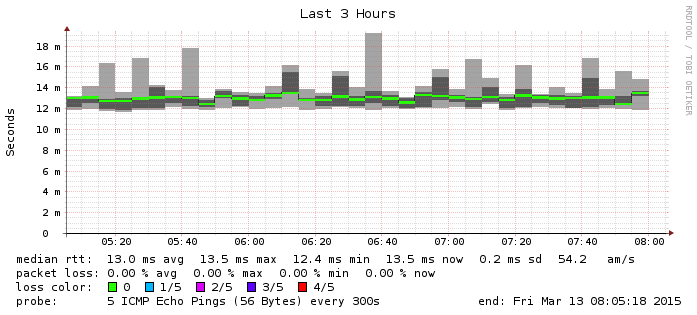 Last 3 Hours
RRDTOOL / TOBI OETIKER
Seconds
18 m
16 m
14 m
12 m
10 m
8 m
6 m
4 m
2 m
0
05:20 05:40 06:00 06:20 06:40 07:00 07:20 07:40 08:00
median rtt: 13.0 ms avg 13.5 ms max 12.4 ms min 13.5 ms now 0.2 ms sd 54.2 am/s
packet loss: 0.00 % avg 0.00 % max 0.00 % min 0.00 % now
loss color: 0 1/5 2/5 3/5 4/5
probe: 5 ICMP Echo Pings (56 Bytes) every 300s end: Fri Mar 13 08:05:18 2015